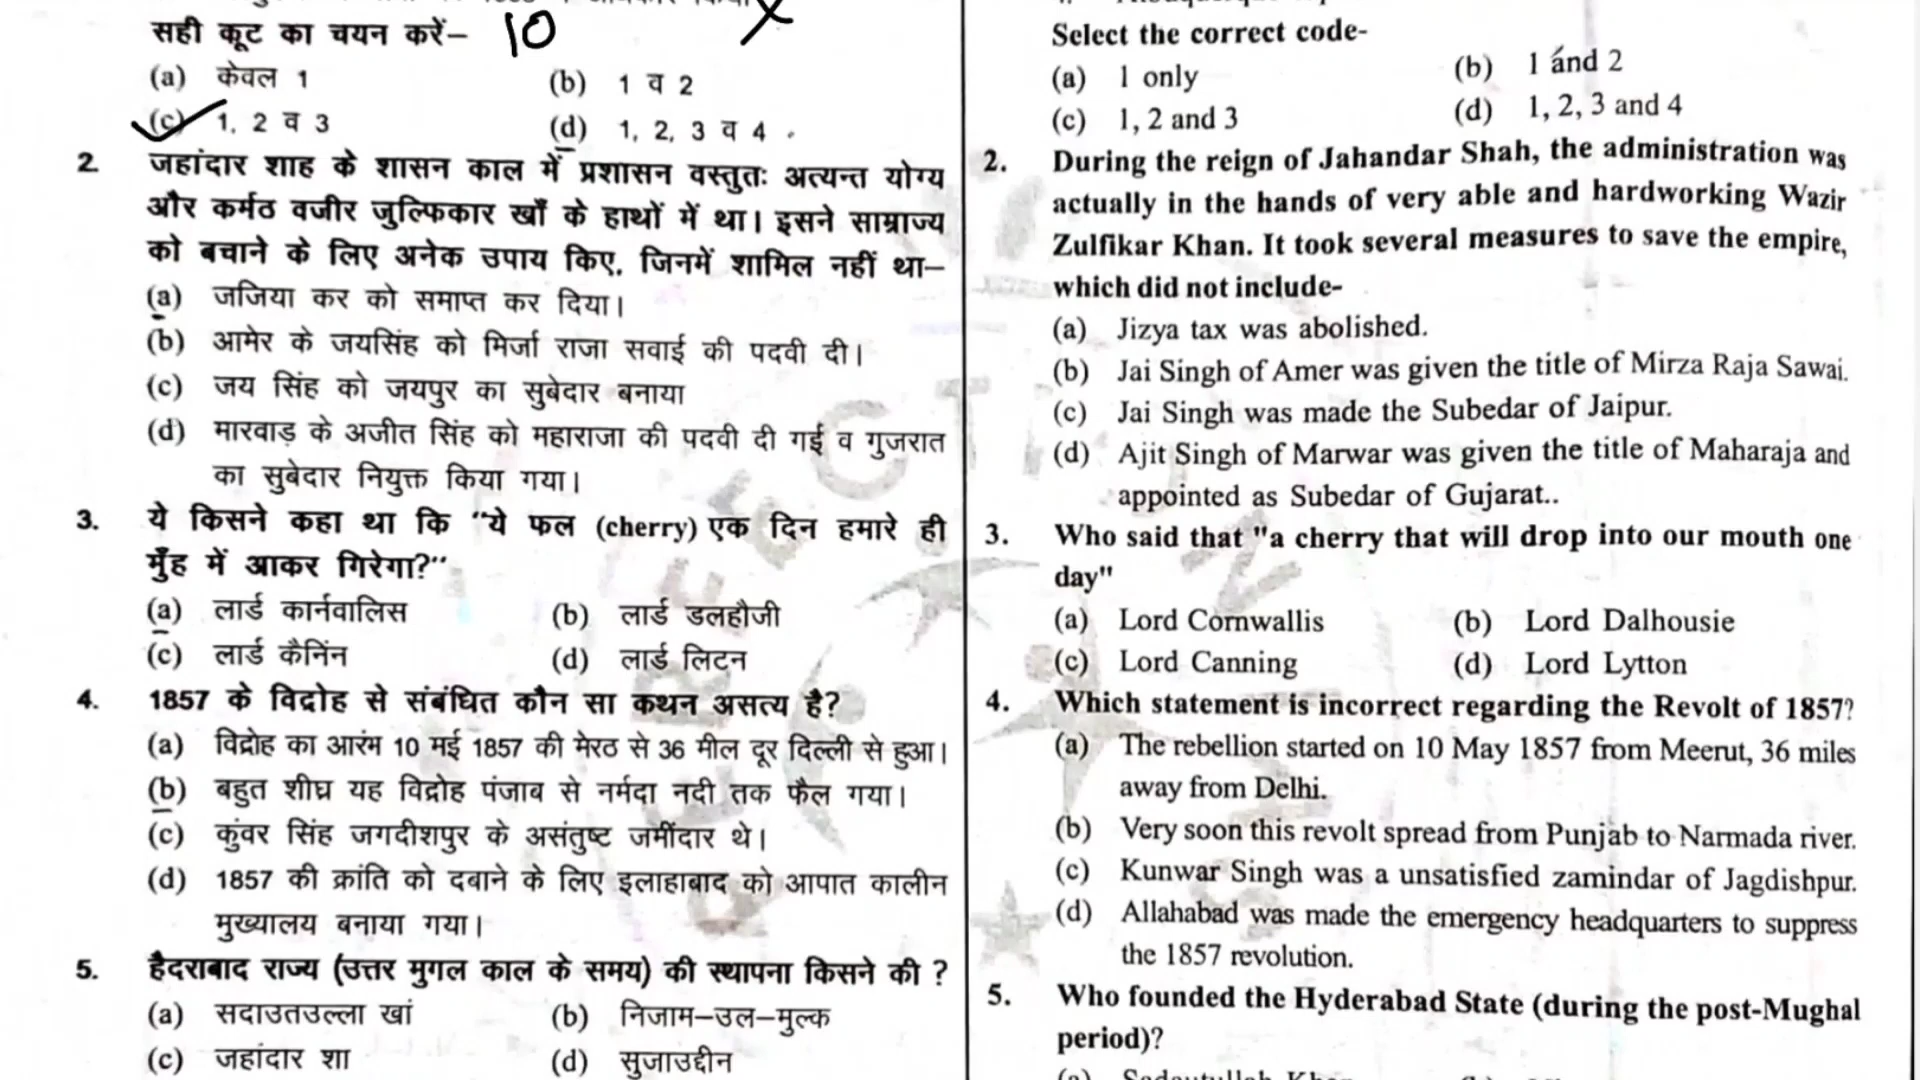 सही कूट का चयन करें– 10
(a) केवल 1 (b) 1 व 2
(c) 1, 2 व 3 (d) 1, 2, 3 व 4
2. जहांदार शाह के शासन काल में प्रशासन वस्तुतः अत्यन्त योग्य
और कर्मठ वजीर जुल्फिकार खाँ के हाथों में था। इसने साम्राज्य
को बचाने के लिए अनेक उपाय किए, जिनमें शामिल नहीं था–
(a) जजिया कर को समाप्त कर दिया।
(b) आमेर के जयसिंह को मिर्जा राजा सवाई की पदवी दी।
(c) जय सिंह को जयपुर का सुबेदार बनाया
(d) मारवाड़ के अजीत सिंह को महाराजा की पदवी दी गई व गुजरात
का सुबेदार नियुक्त किया गया।
3. ये किसने कहा था कि "ये फल (cherry) एक दिन हमारे ही
मुँह में आकर गिरेगा?"
(a) लार्ड कार्नवालिस (b) लार्ड डलहौजी
(c) लार्ड कैनिंन (d) लार्ड लिटन
4. 1857 के विद्रोह से संबंधित कौन सा कथन असत्य है?
(a) विद्रोह का आरंम 10 मई 1857 की मेरठ से 36 मील दूर दिल्ली से हुआ।
(b) बहुत शीघ्र यह विद्रोह पंजाब से नर्मदा नदी तक फैल गया।
(c) कुंवर सिंह जगदीशपुर के असंतुष्ट जमींदार थे।
(d) 1857 की क्रांति को दबाने के लिए इलाहाबाद को आपात कालीन
मुख्यालय बनाया गया।
5. हैदराबाद राज्य (उत्तर मुगल काल के समय) की स्थापना किसने की ?
(a) सदाउतउल्ला खां (b) निजाम–उल–मुल्क
(c) जहांदार शा (d) सुजाउद्दीन
Select the correct code-
(a) 1 only (b) 1 and 2
(c) 1, 2 and 3 (d) 1, 2, 3 and 4
2. During the reign of Jahandar Shah, the administration was
actually in the hands of very able and hardworking Wazir
Zulfikar Khan. It took several measures to save the empire,
which did not include-
(a) Jizya tax was abolished.
(b) Jai Singh of Amer was given the title of Mirza Raja Sawai.
(c) Jai Singh was made the Subedar of Jaipur.
(d) Ajit Singh of Marwar was given the title of Maharaja and
appointed as Subedar of Gujarat..
3. Who said that "a cherry that will drop into our mouth one
day"
(a) Lord Cornwallis (b) Lord Dalhousie
(c) Lord Canning (d) Lord Lytton
4. Which statement is incorrect regarding the Revolt of 1857?
(a) The rebellion started on 10 May 1857 from Meerut, 36 miles
away from Delhi.
(b) Very soon this revolt spread from Punjab to Narmada river.
(c) Kunwar Singh was a unsatisfied zamindar of Jagdishpur.
(d) Allahabad was made the emergency headquarters to suppress
the 1857 revolution.
5. Who founded the Hyderabad State (during the post-Mughal
period)?